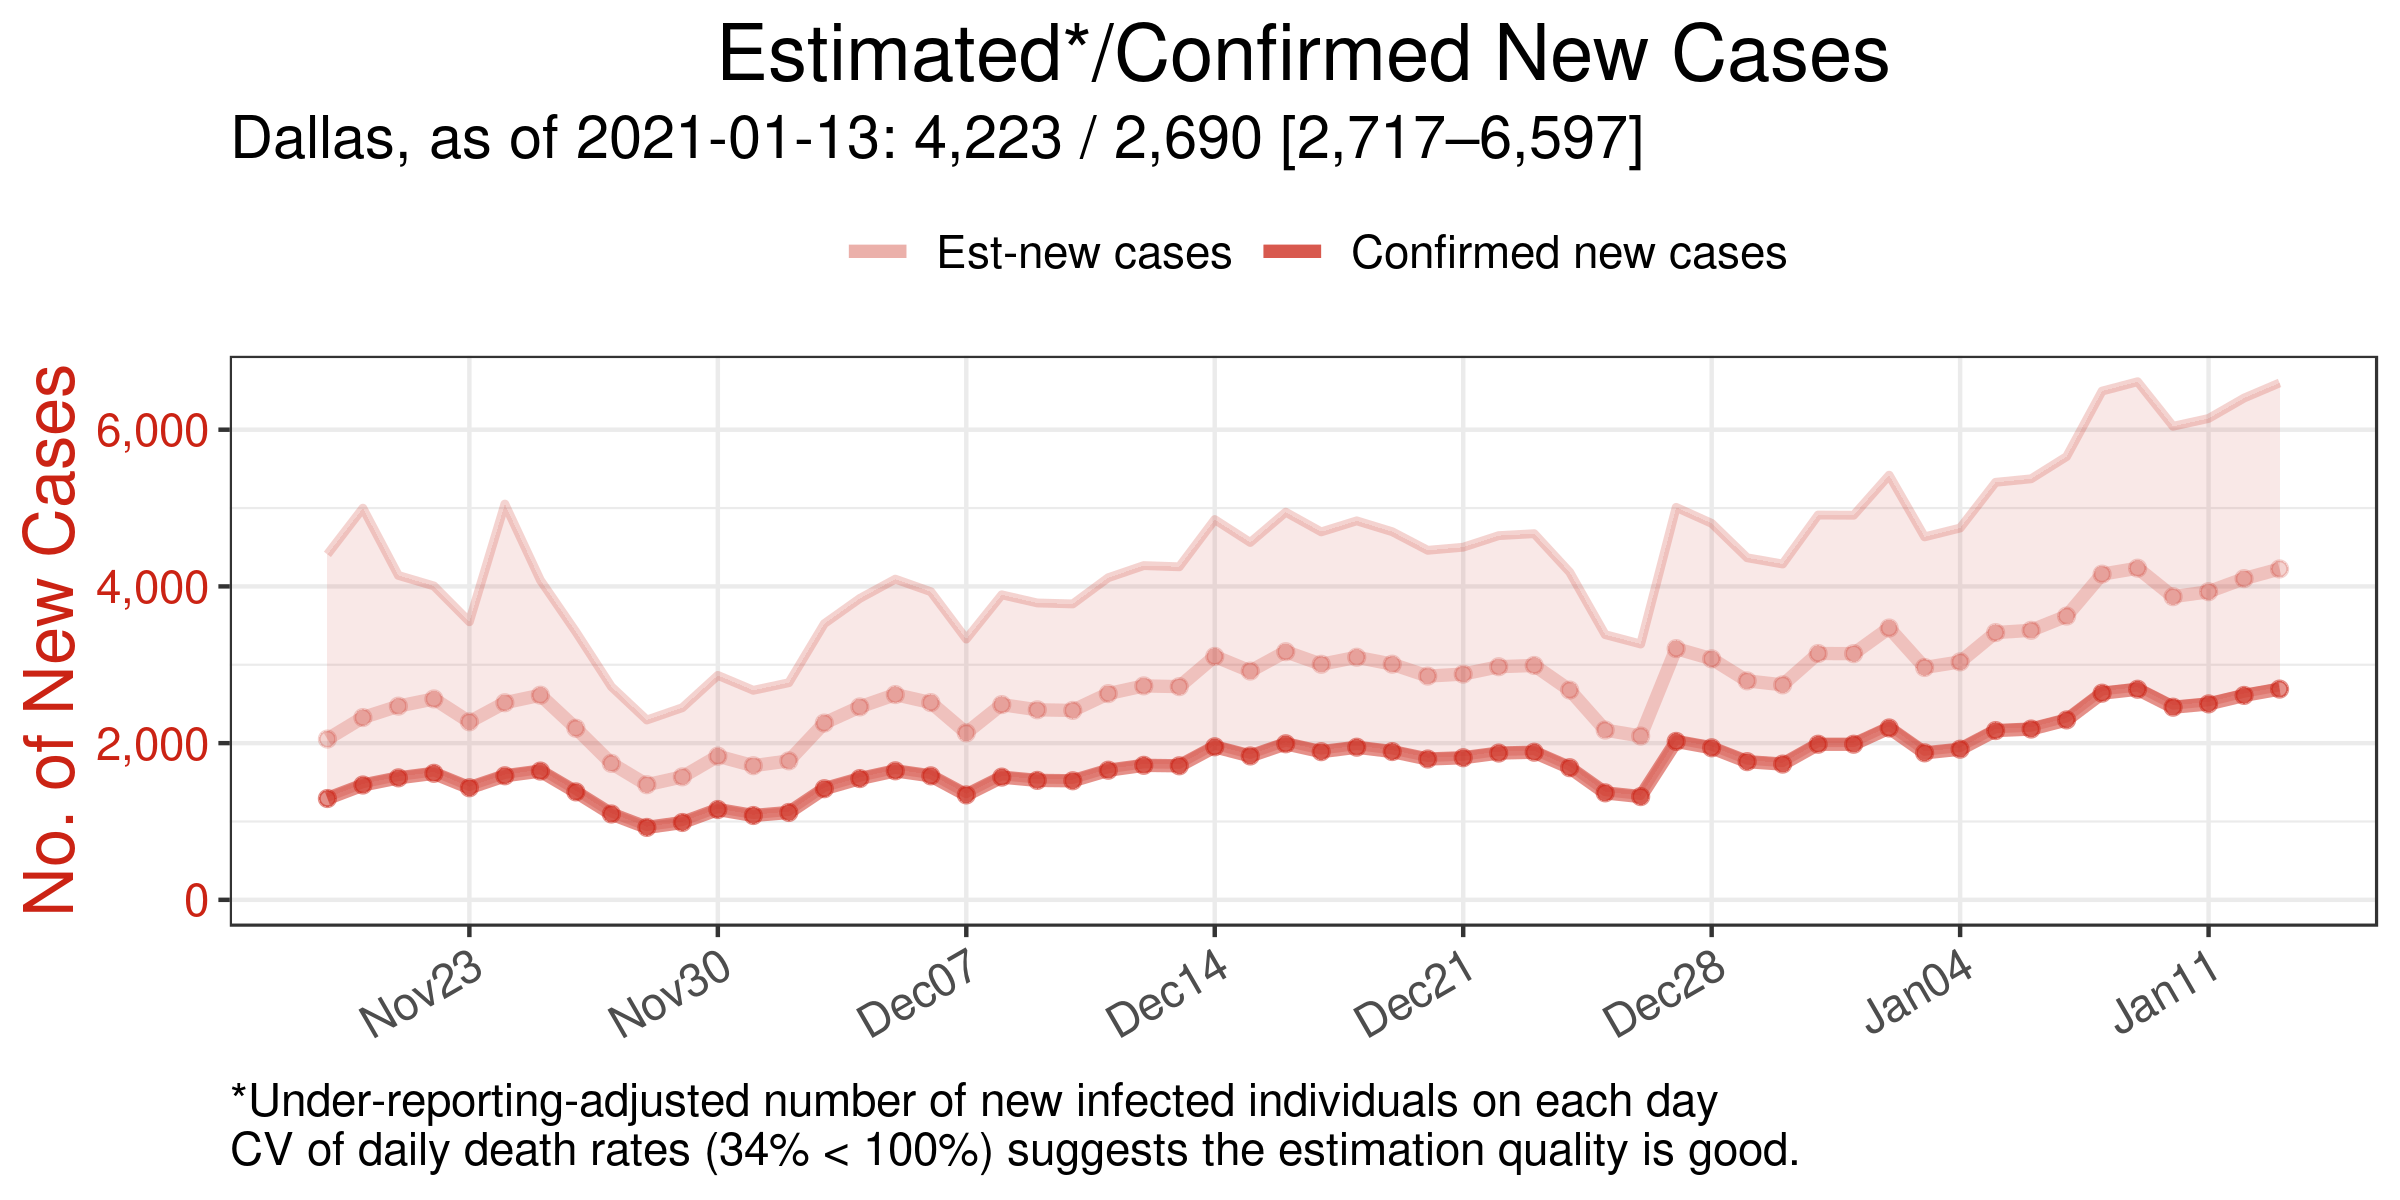 Estimated*/Confirmed New Cases
Dallas, as of 2021-01-13: 4,223 / 2,690 [2,717–6,597]
Est-new cases
Confirmed new cases
No. of New Cases
6,000
4,000
2,000
0
Nov23
Nov30
Dec07
Dec14
Dec21
Dec28
Jan04
Jan11
*Under-reporting-adjusted number of new infected individuals on each day
CV of daily death rates (34% < 100%) suggests the estimation quality is good.